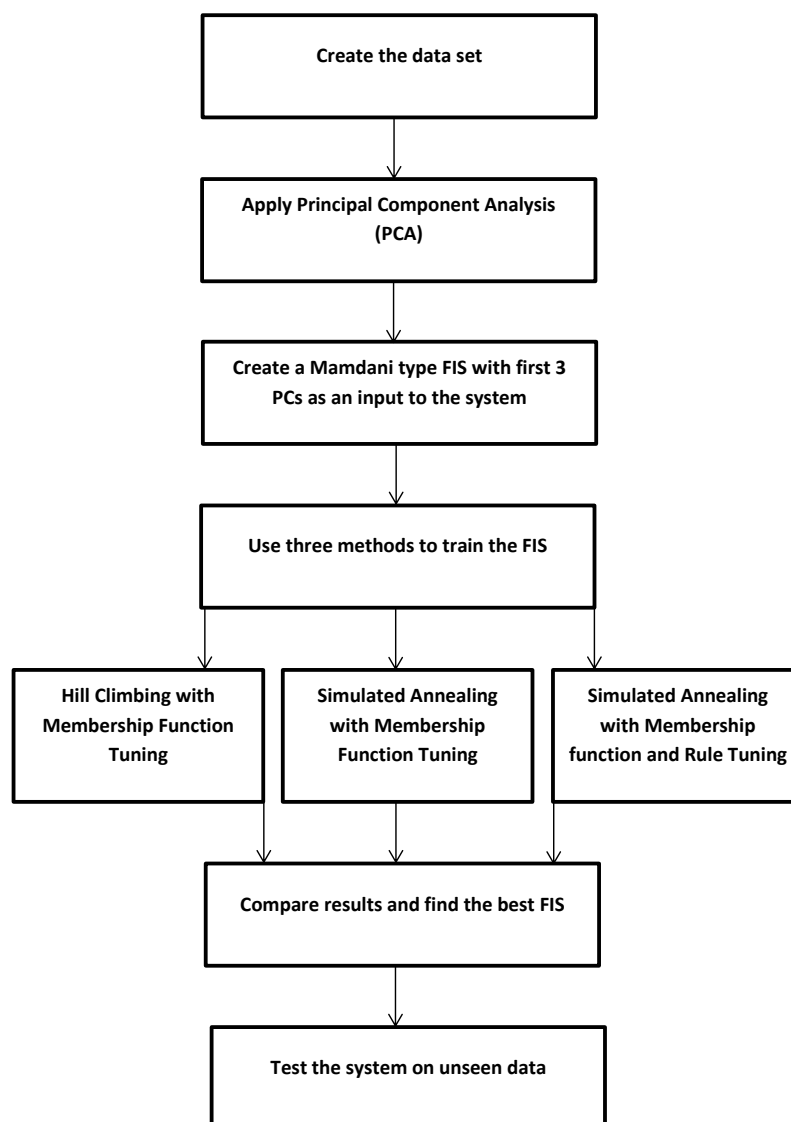 Create the data set
Apply Principal Component Analysis
(PCA)
Create a Mamdani type FIS with first 3
PCs as an input to the system
Use three methods to train the FIS
Hill Climbing with
Membership Function
Tuning
Simulated Annealing
with Membership
Function Tuning
Simulated Annealing
with Membership
function and Rule Tuning
Compare results and find the best FIS
Test the system on unseen data